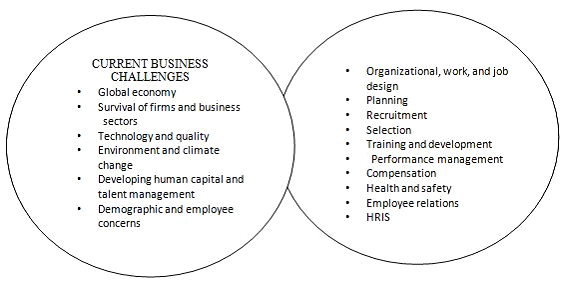 CURRENT BUSINESS
CHALLENGES
• Global economy
• Survival of firms and business
sectors
• Technology and quality
• Environment and climate
change
• Developing human capital and
talent management
• Demographic and employee
concerns
• Organizational, work, and job
design
• Planning
• Recruitment
• Selection
• Training and development
• Performance management
• Compensation
• Health and safety
• Employee relations
• HRIS